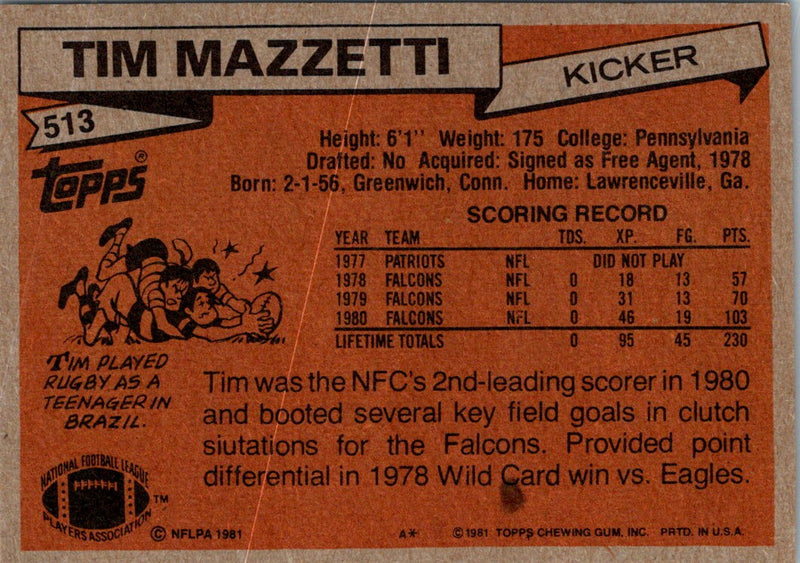 TIM MAZZETTI
KICKER
513
TOPPS®
Height: 6'1" Weight: 175 College: Pennsylvania
Drafted: No Acquired: Signed as Free Agent, 1978
Born: 2-1-56, Greenwich, Conn. Home: Lawrenceville, Ga.
SCORING RECORD
YEAR TEAM TDS. XP. FG. PTS.
1977 PATRIOTS NFL DID NOT PLAY
1978 FALCONS NFL 0 18 13 57
1979 FALCONS NFL 0 31 13 70
1980 FALCONS NFL 0 46 19 103
LIFETIME TOTALS 0 95 45 230
TIM PLAYED
RUGBY AS A
TEENAGER IN
BRAZIL.
Tim was the NFC's 2nd-leading scorer in 1980
and booted several key field goals in clutch
siutations for the Falcons. Provided point
differential in 1978 Wild Card win vs. Eagles.
NATIONAL FOOTBALL LEAGUE
PLAYERS ASSOCIATION
TM
© NFLPA 1981
A*
© 1981 TOPPS CHEWING GUM, INC. PRTD. IN U.S.A.